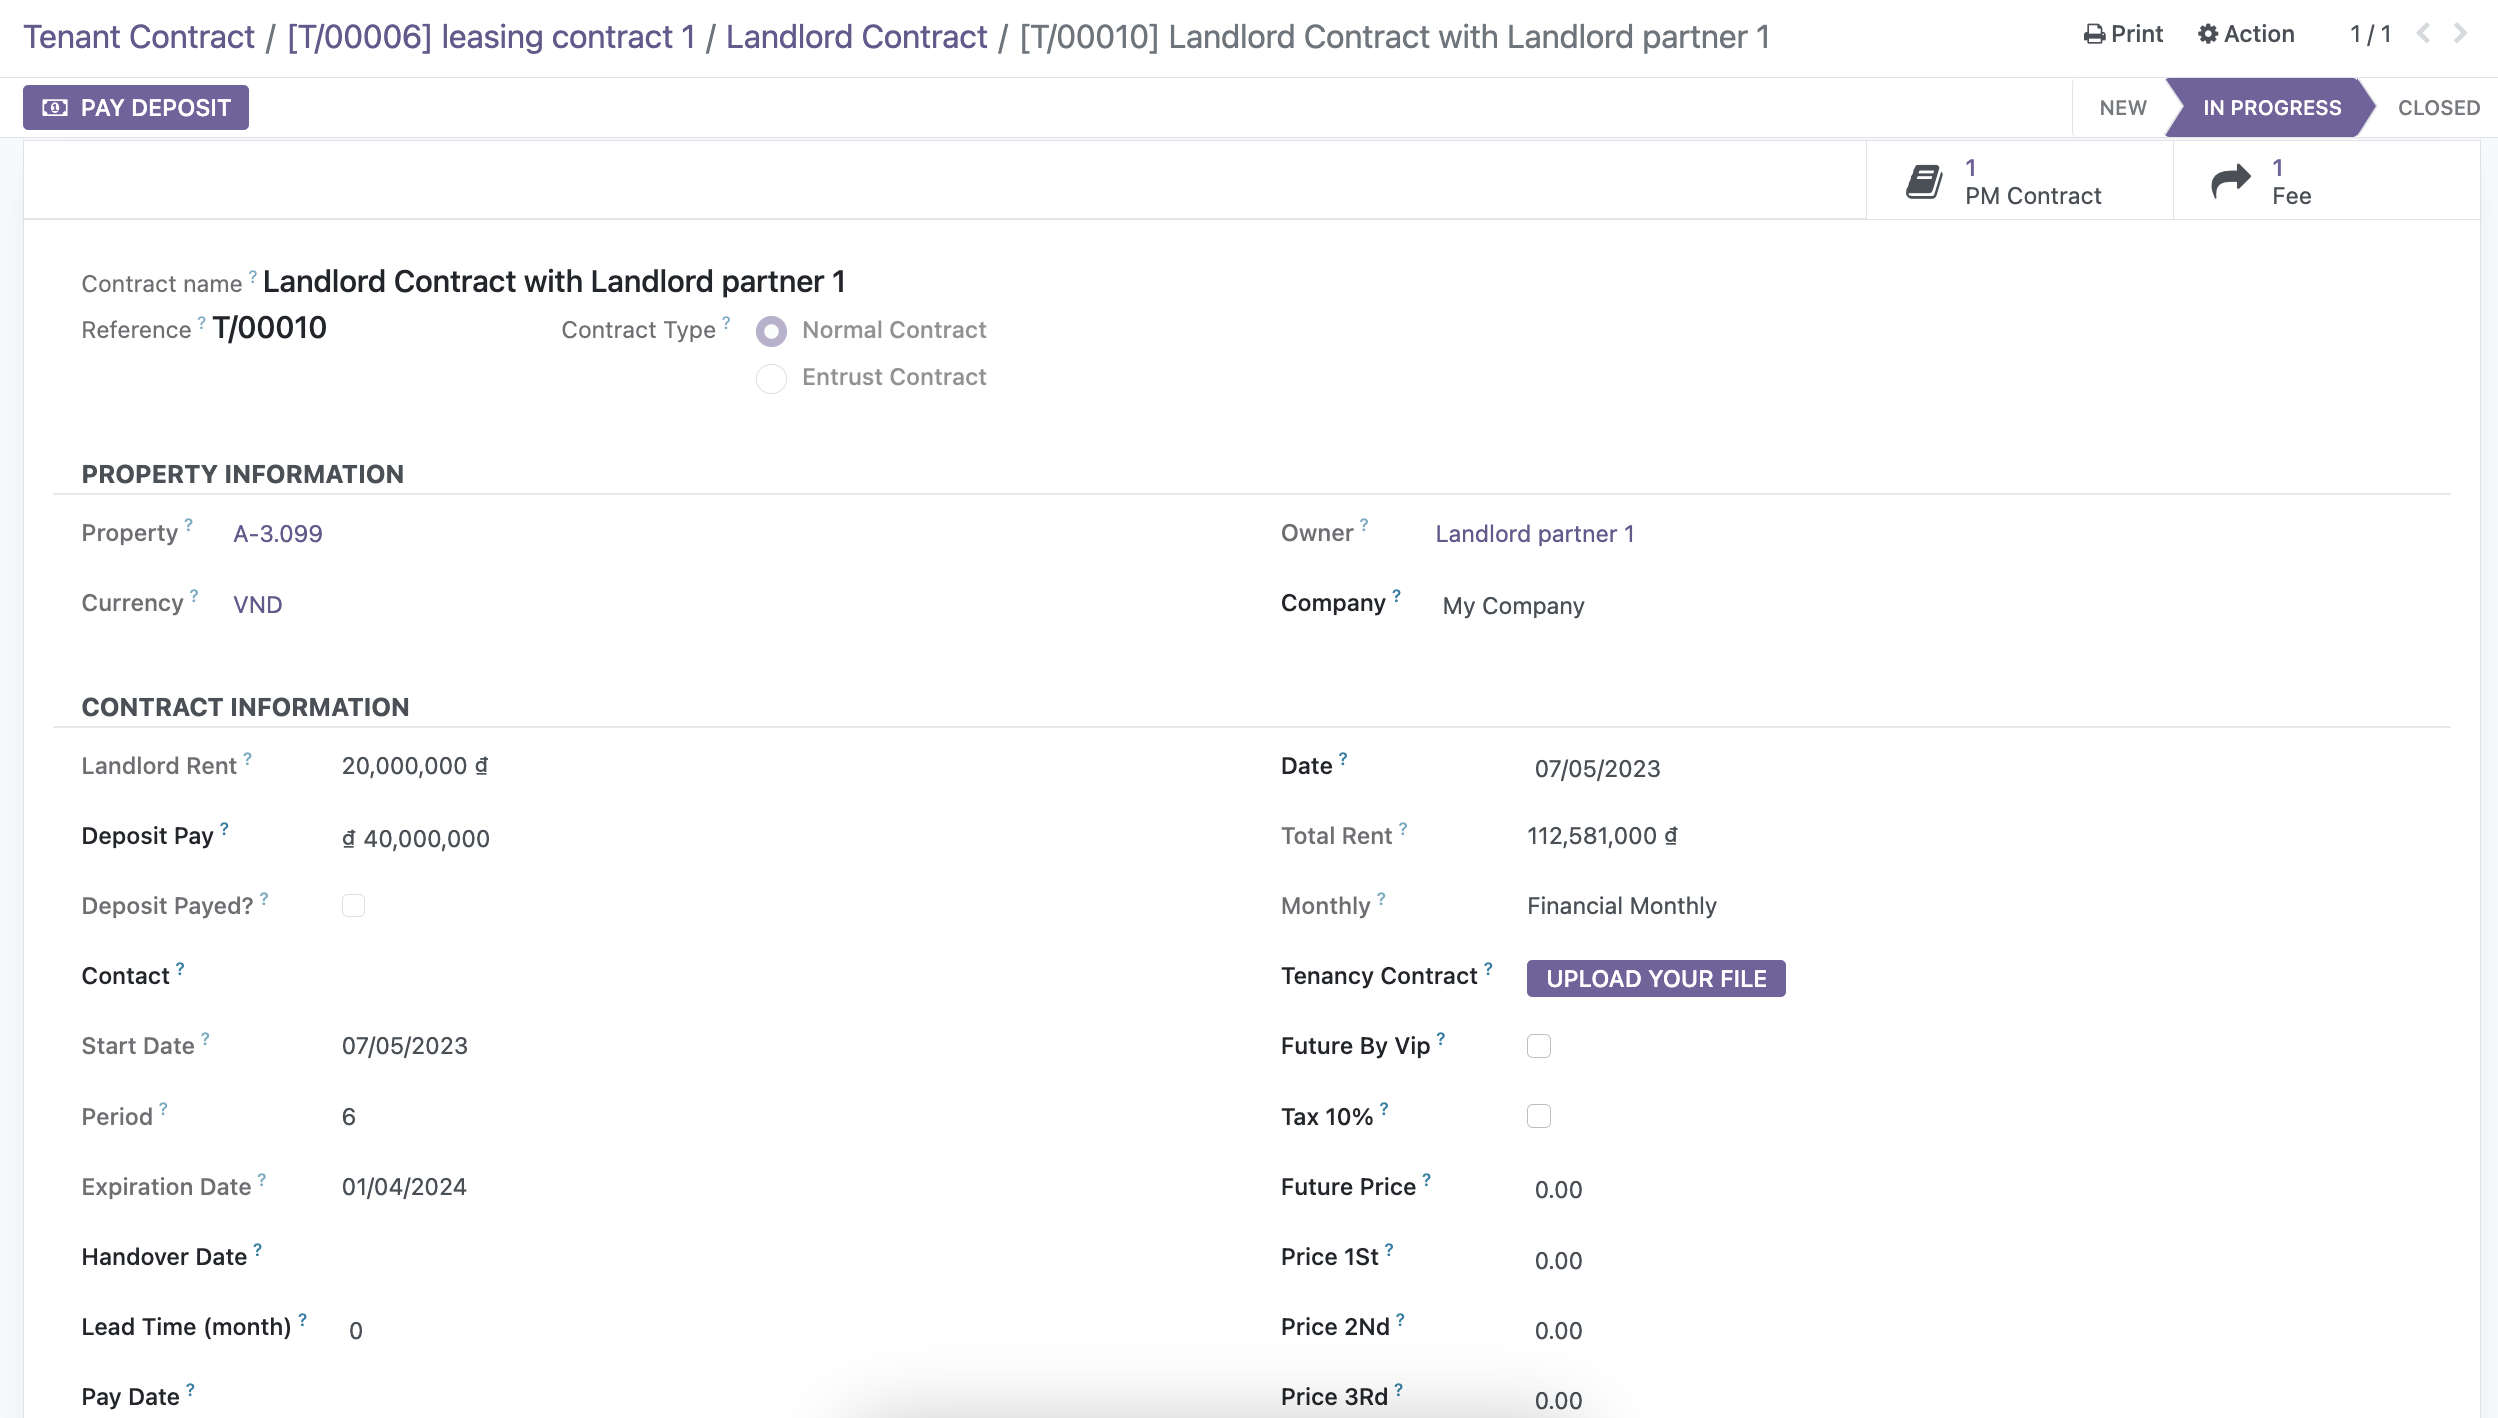 Tenant Contract / [T/00006] leasing contract 1 / Landlord Contract / [T/00010] Landlord Contract with Landlord partner 1
Print Action 1 / 1
PAY DEPOSIT
NEW IN PROGRESS CLOSED
1
PM Contract
1
Fee
Contract name ? Landlord Contract with Landlord partner 1
Reference ? T/00010
Contract Type ? Normal Contract
Entrust Contract
PROPERTY INFORMATION
Property ? A-3.099
Owner ? Landlord partner 1
Currency ? VND
Company ? My Company
CONTRACT INFORMATION
Landlord Rent ? 20,000,000 ₫
Date ? 07/05/2023
Deposit Pay ? ₫ 40,000,000
Total Rent ? 112,581,000 ₫
Deposit Payed? ?
Monthly ? Financial Monthly
Contact ?
Tenancy Contract ? UPLOAD YOUR FILE
Start Date ? 07/05/2023
Future By Vip ?
Period ? 6
Tax 10% ?
Expiration Date ? 01/04/2024
Future Price ? 0.00
Handover Date ?
Price 1St ? 0.00
Lead Time (month) ? 0
Price 2Nd ? 0.00
Pay Date ?
Price 3Rd ? 0.00